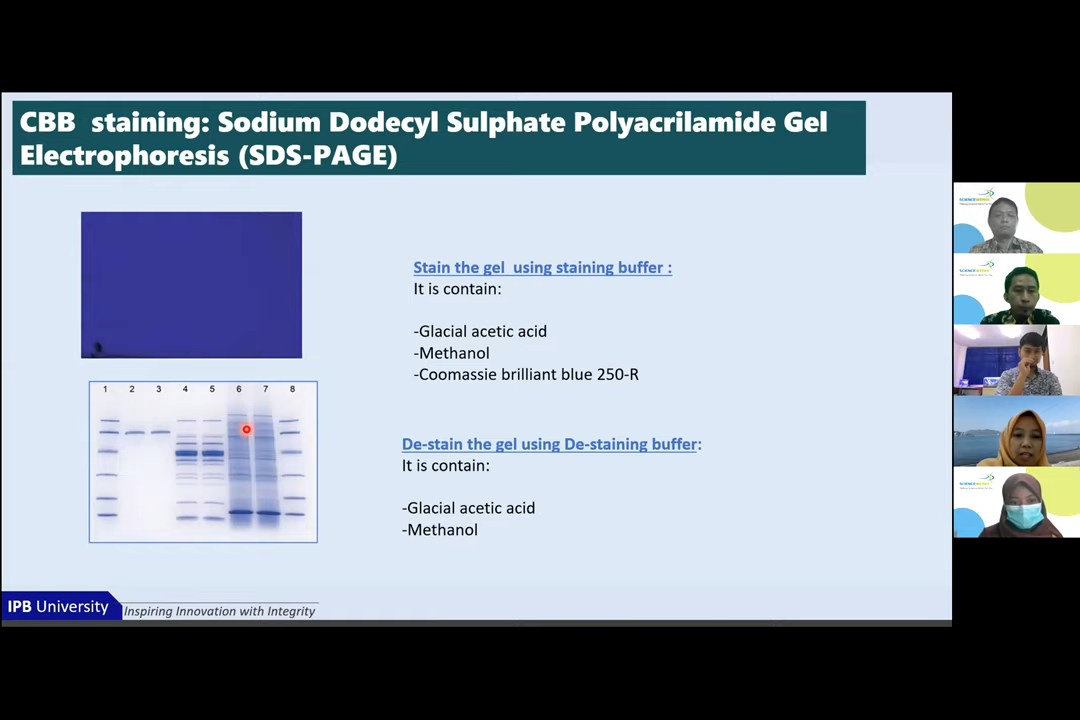 CBB staining: Sodium Dodecyl Sulphate Polyacrilamide Gel
Electrophoresis (SDS-PAGE)
Stain the gel using staining buffer :
It is contain:
-Glacial acetic acid
-Methanol
-Coomassie brilliant blue 250-R
1 2 3 4 5 6 7 8
De-stain the gel using De-staining buffer:
It is contain:
-Glacial acetic acid
-Methanol
IPB University
Inspiring Innovation with Integrity